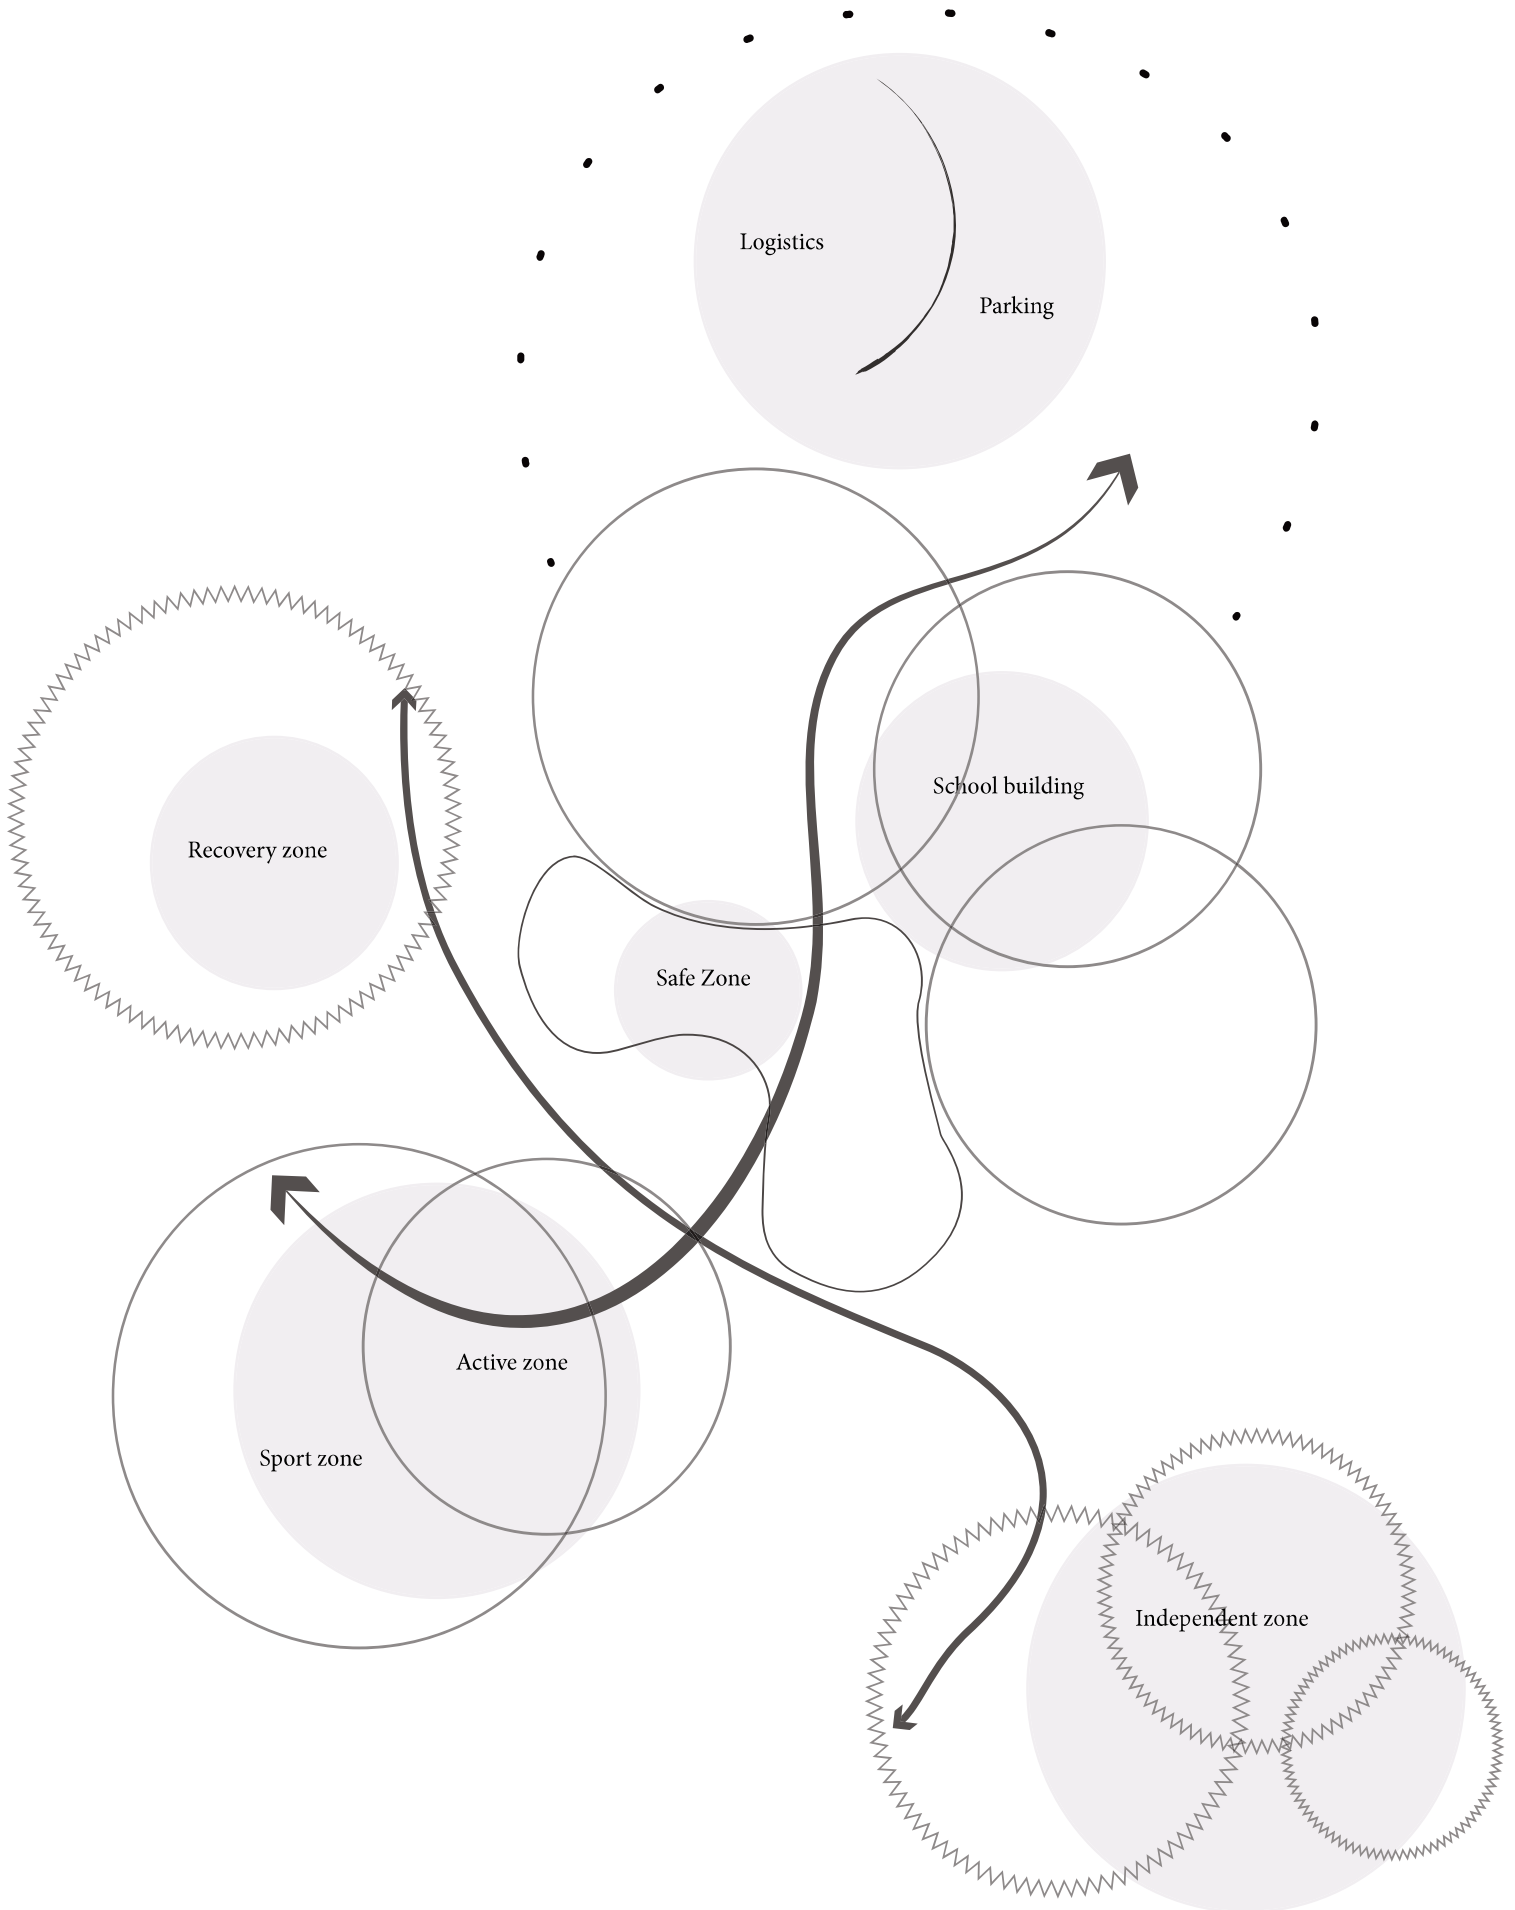 Logistics
Parking
School building
Recovery zone
Safe Zone
Active zone
Sport zone
Independent zone